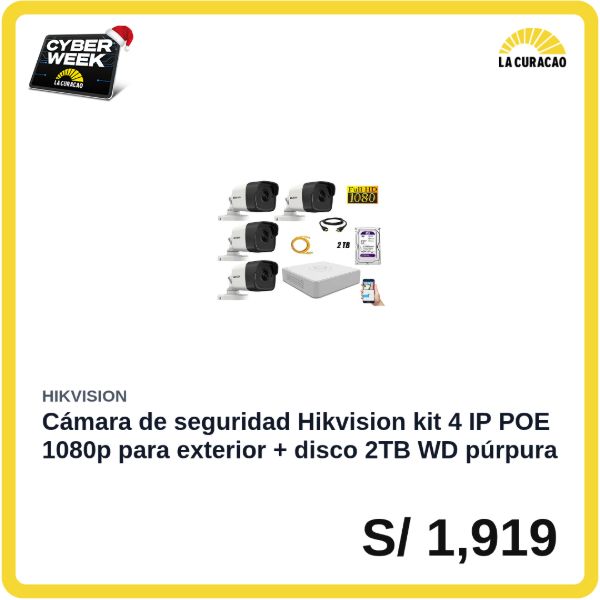 CYBER
WEEK
LA CURACAO
LA CURACAO
Full HD
1080
2 TB
HIKVISION
Cámara de seguridad Hikvision kit 4 IP POE
1080p para exterior + disco 2TB WD púrpura
S/ 1,919